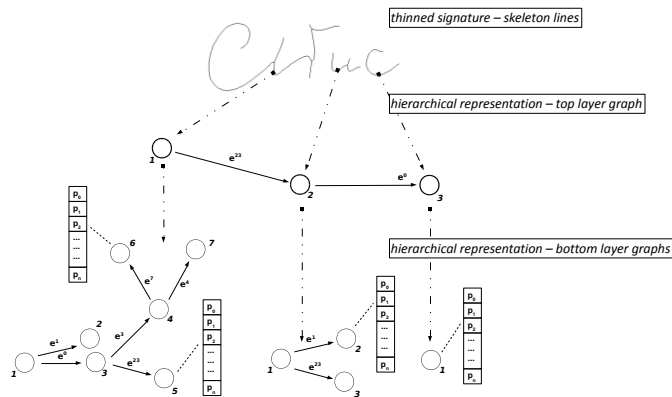 thinned signature – skeleton lines
hierarchical representation – top layer graph
1
e²³
2
e⁰
3
hierarchical representation – bottom layer graphs
p₀
p₁
p₂
...
...
...
pₙ
6
7
e⁷
e⁴
4
e¹
2
e⁰
1
3
e³
e²³
5
p₀
p₁
p₂
...
...
...
pₙ
1
e¹
2
e²³
3
p₀
p₁
p₂
...
...
...
pₙ
1
p₀
p₁
p₂
...
...
...
pₙ